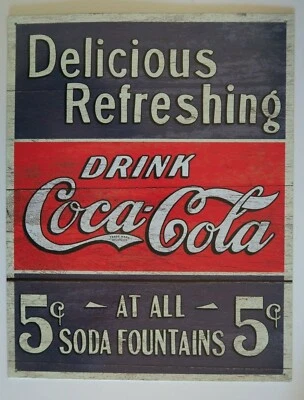 Delicious
Refreshing
DRINK
Coca-Cola
5¢ - AT ALL - 5¢
SODA FOUNTAINS